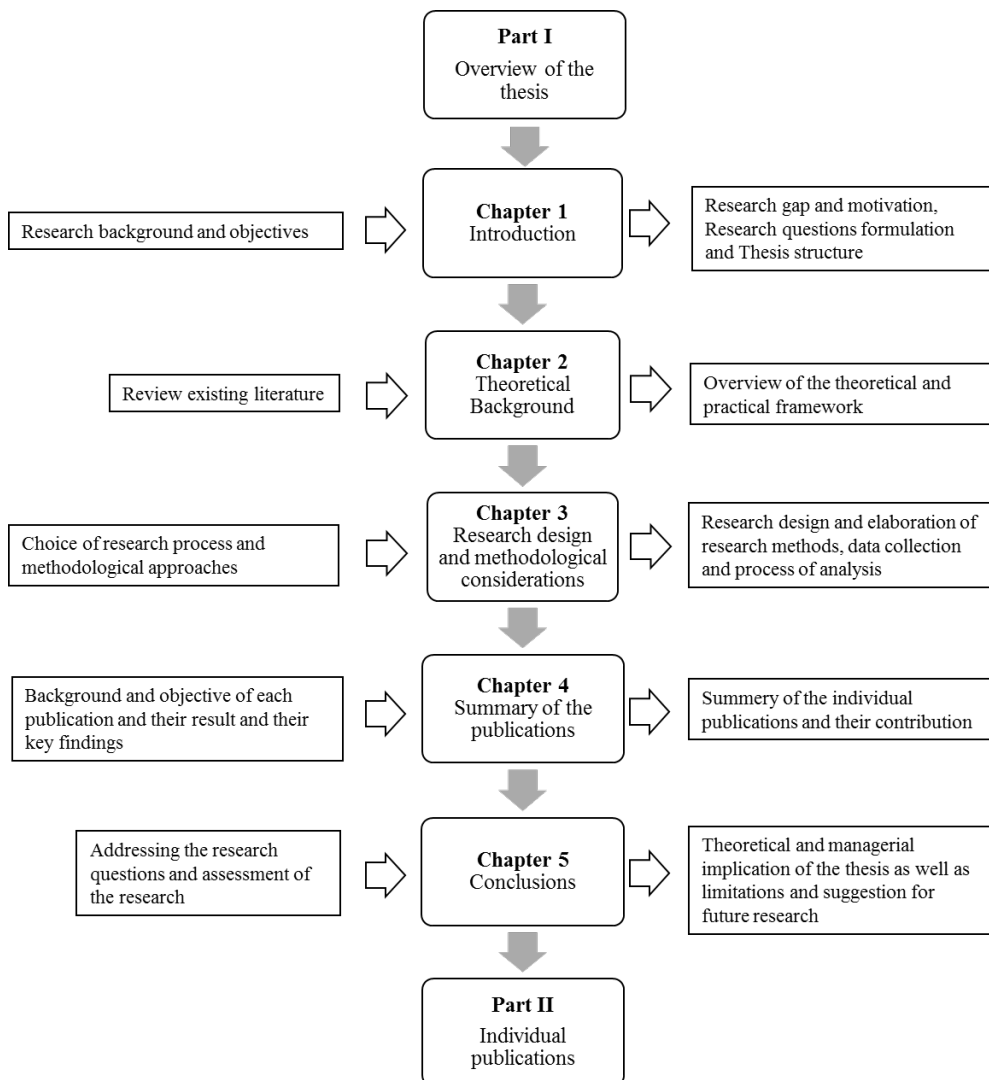 Part I
Overview of the
thesis
Research background and objectives
Chapter 1
Introduction
Research gap and motivation,
Research questions formulation
and Thesis structure
Review existing literature
Chapter 2
Theoretical
Background
Overview of the theoretical and
practical framework
Choice of research process and
methodological approaches
Chapter 3
Research design
and methodological
considerations
Research design and elaboration of
research methods, data collection
and process of analysis
Background and objective of each
publication and their result and their
key findings
Chapter 4
Summary of the
publications
Summery of the individual
publications and their contribution
Addressing the research
questions and assessment of
the research
Chapter 5
Conclusions
Theoretical and managerial
implication of the thesis as well as
limitations and suggestion for
future research
Part II
Individual
publications